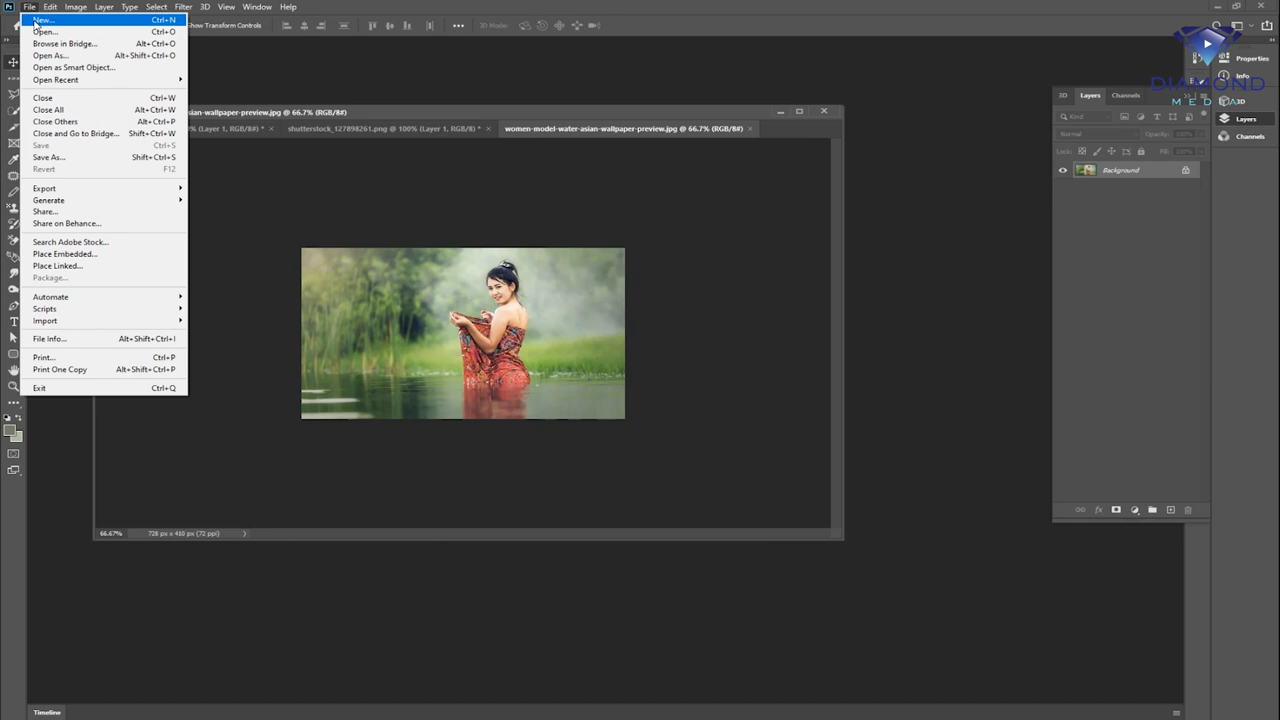 File Edit Image Layer Type Select Filter 3D View Window Help
Show Transform Controls
3D Mode:
New... Ctrl+N
Open... Ctrl+O
Browse in Bridge... Alt+Ctrl+O
Open As... Alt+Shift+Ctrl+O
Open as Smart Object...
Open Recent
Close Ctrl+W
Close All Alt+Ctrl+W
Close Others Alt+Ctrl+P
Close and Go to Bridge... Shift+Ctrl+W
Save Ctrl+S
Save As... Shift+Ctrl+S
Revert F12
Export
Generate
Share...
Share on Behance...
Search Adobe Stock...
Place Embedded...
Place Linked...
Package...
Automate
Scripts
Import
File Info... Alt+Shift+Ctrl+I
Print... Ctrl+P
Print One Copy Alt+Shift+Ctrl+P
Exit Ctrl+Q
asian-wallpaper-preview.jpg @ 66.7% (RGB/8#)
(Layer 1, RGB/8#) * shutterstock_127898261.png @ 100% (Layer 1, RGB/8) * women-model-water-asian-wallpaper-preview.jpg @ 66.7% (RGB/8#)
66.67% 728 px x 410 px (72 ppi)
3D Layers Channels
Kind
Normal Opacity: 100%
Lock: Fill: 100%
Background
Properties
Info
3D
Layers
Channels
DIAMOND
MEDIA
Timeline